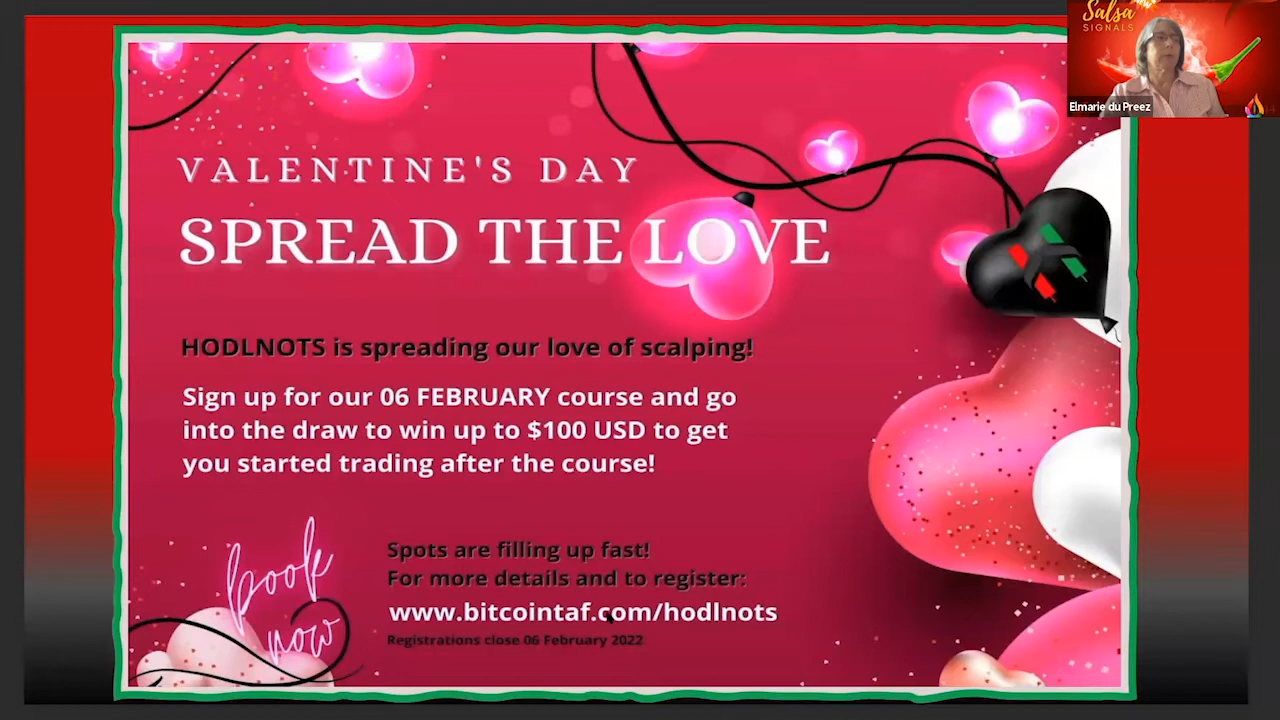 Salsa
SIGNALS
Elmarie du Preez
VALENTINE'S DAY
SPREAD THE LOVE
HODLNOTS is spreading our love of scalping!
Sign up for our 06 FEBRUARY course and go
into the draw to win up to $100 USD to get
you started trading after the course!
book
now
Spots are filling up fast!
For more details and to register:
www.bitcointaf.com/hodlnots
Registrations close 06 February 2022